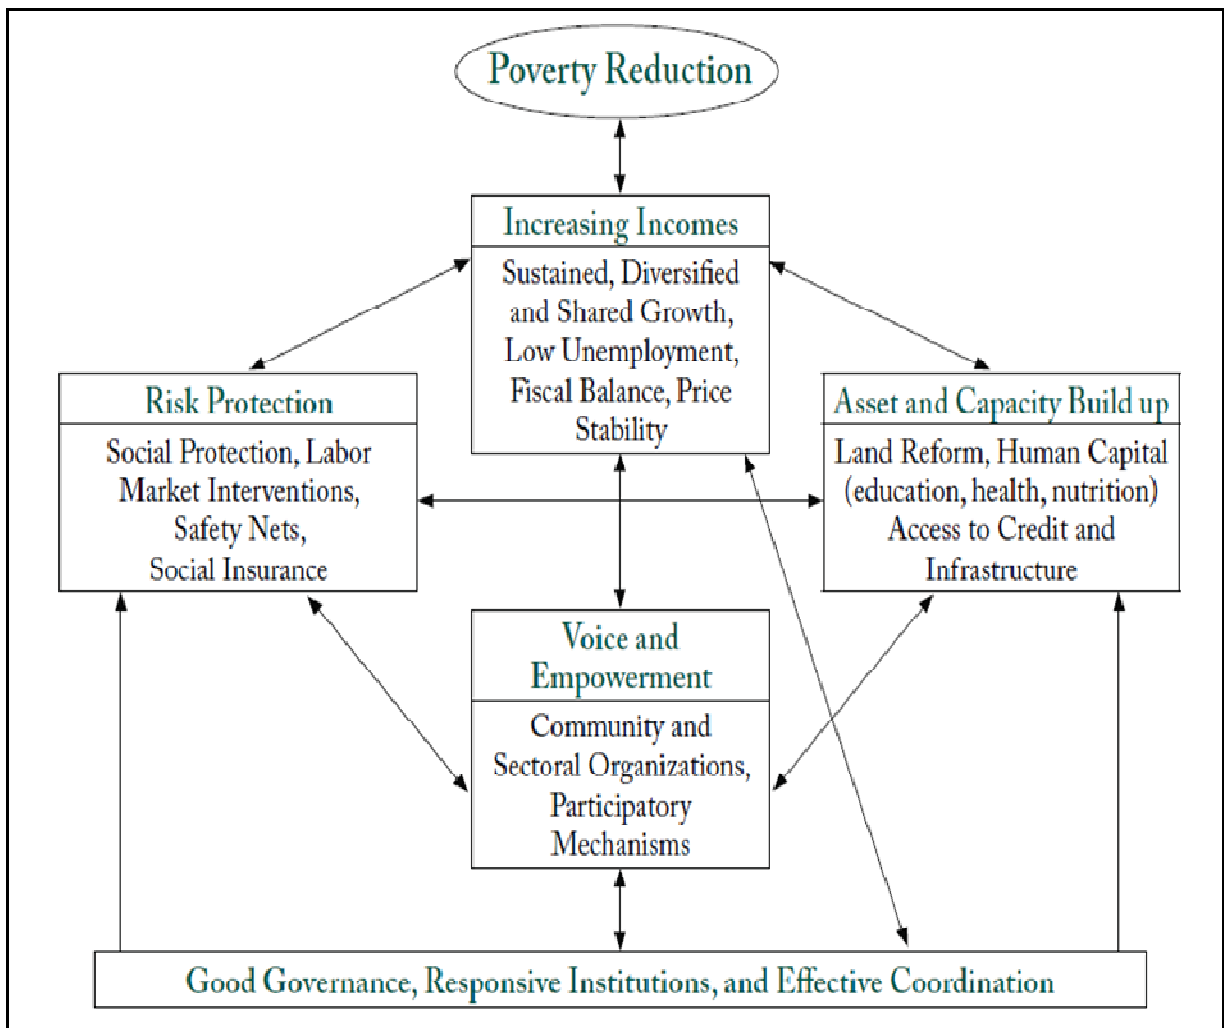 Poverty Reduction
Increasing Incomes
Sustained, Diversified
and Shared Growth,
Low Unemployment,
Fiscal Balance, Price
Stability
Risk Protection
Social Protection, Labor
Market Interventions,
Safety Nets,
Social Insurance
Asset and Capacity Build up
Land Reform, Human Capital
(education, health, nutrition)
Access to Credit and
Infrastructure
Voice and
Empowerment
Community and
Sectoral Organizations,
Participatory
Mechanisms
Good Governance, Responsive Institutions, and Effective Coordination